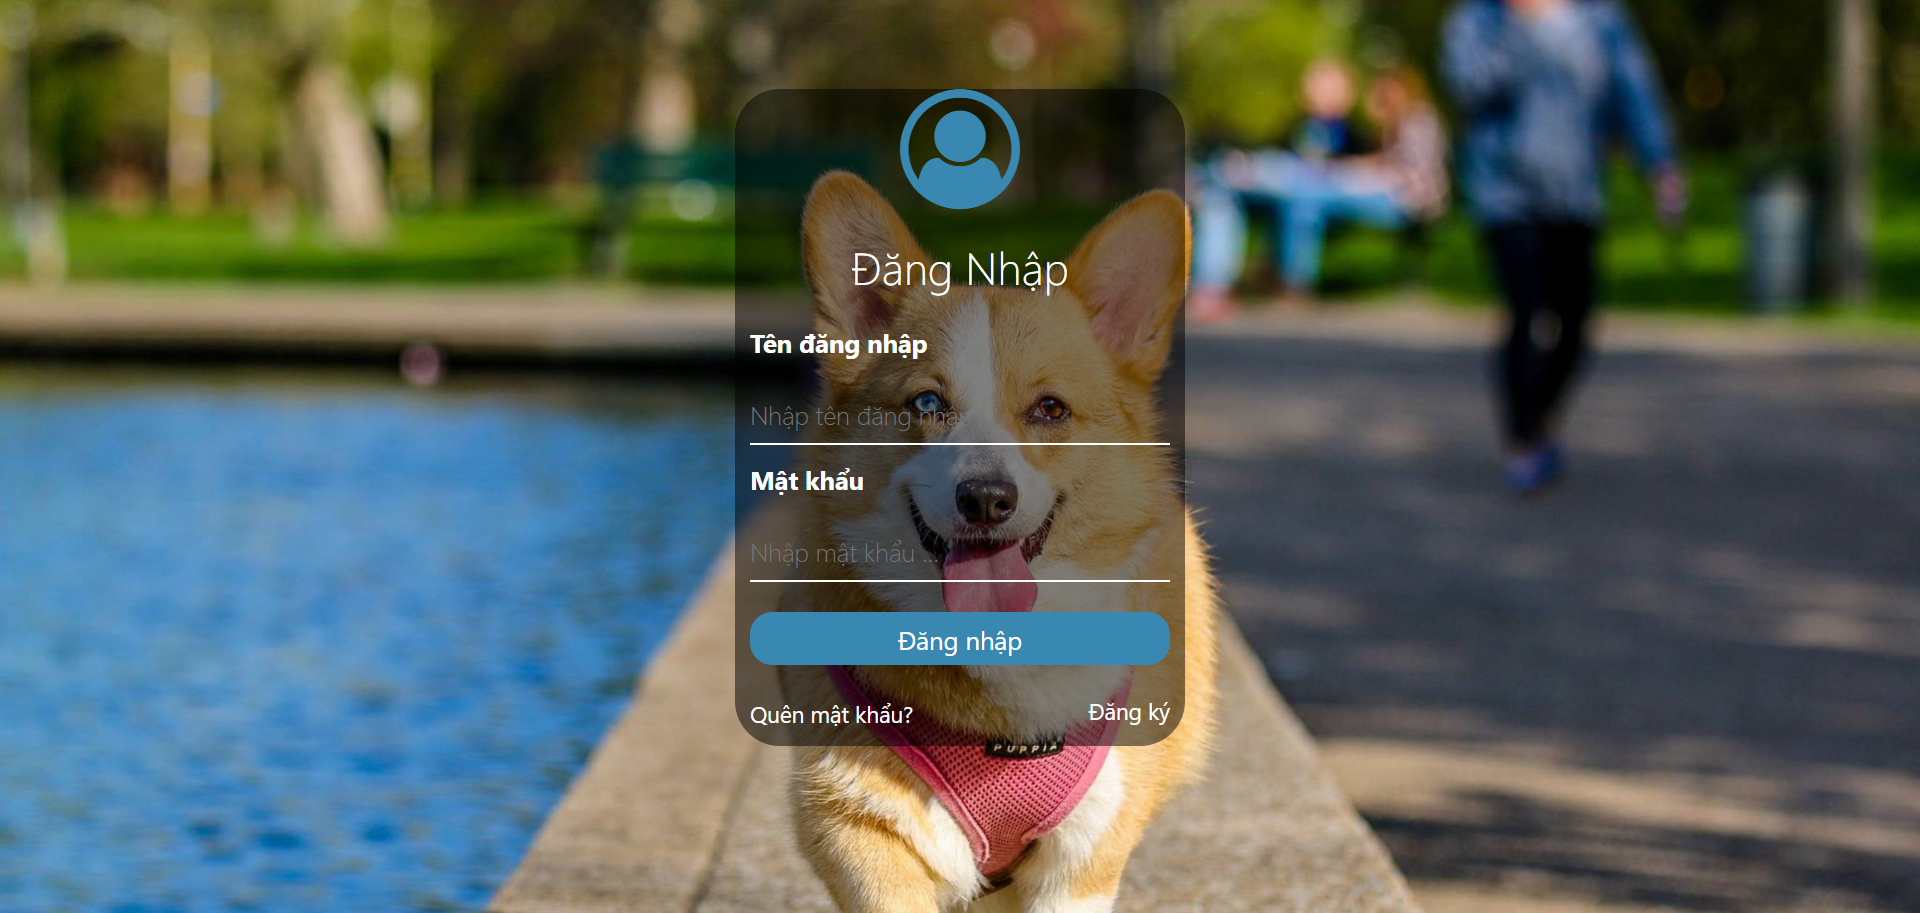 Đăng Nhập
Tên đăng nhập
Nhập tên đăng nhập
Mật khẩu
Nhập mật khẩu ...
Đăng nhập
Quên mật khẩu?
Đăng ký
PUPPIA